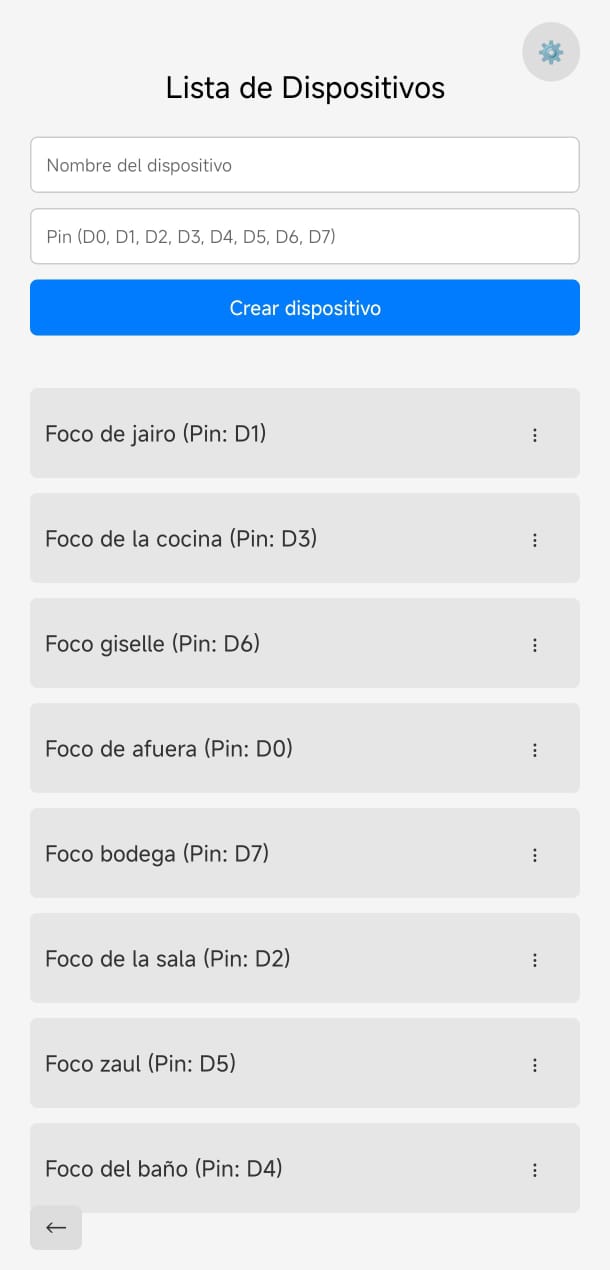 Lista de Dispositivos
Nombre del dispositivo
Pin (D0, D1, D2, D3, D4, D5, D6, D7)
Crear dispositivo
Foco de jairo (Pin: D1)
Foco de la cocina (Pin: D3)
Foco giselle (Pin: D6)
Foco de afuera (Pin: D0)
Foco bodega (Pin: D7)
Foco de la sala (Pin: D2)
Foco zaul (Pin: D5)
Foco del baño (Pin: D4)